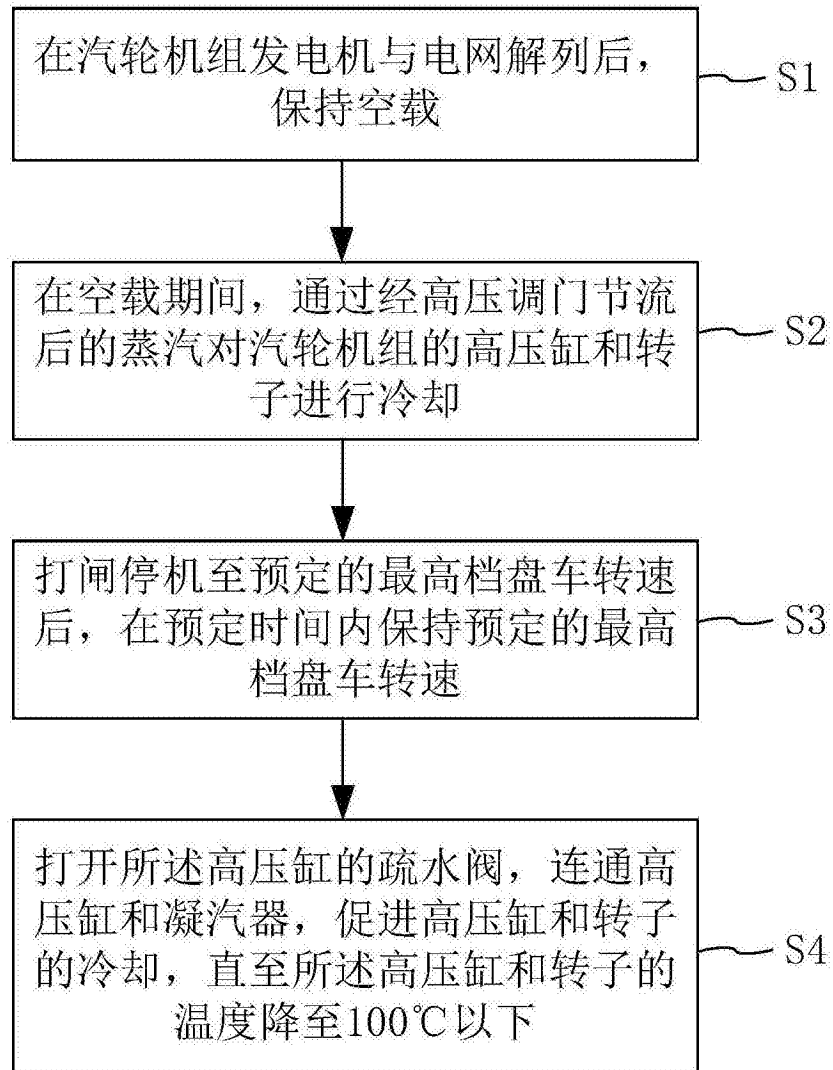 在汽轮机组发电机与电网解列后，
保持空载
S1
在空载期间，通过经高压调门节流
后的蒸汽对汽轮机组的高压缸和转
子进行冷却
S2
打闸停机至预定的最高档盘车转速
后，在预定时间内保持预定的最高
档盘车转速
S3
打开所述高压缸的疏水阀，连通高
压缸和凝汽器，促进高压缸和转子
的冷却，直至所述高压缸和转子的
温度降至100℃以下
S4